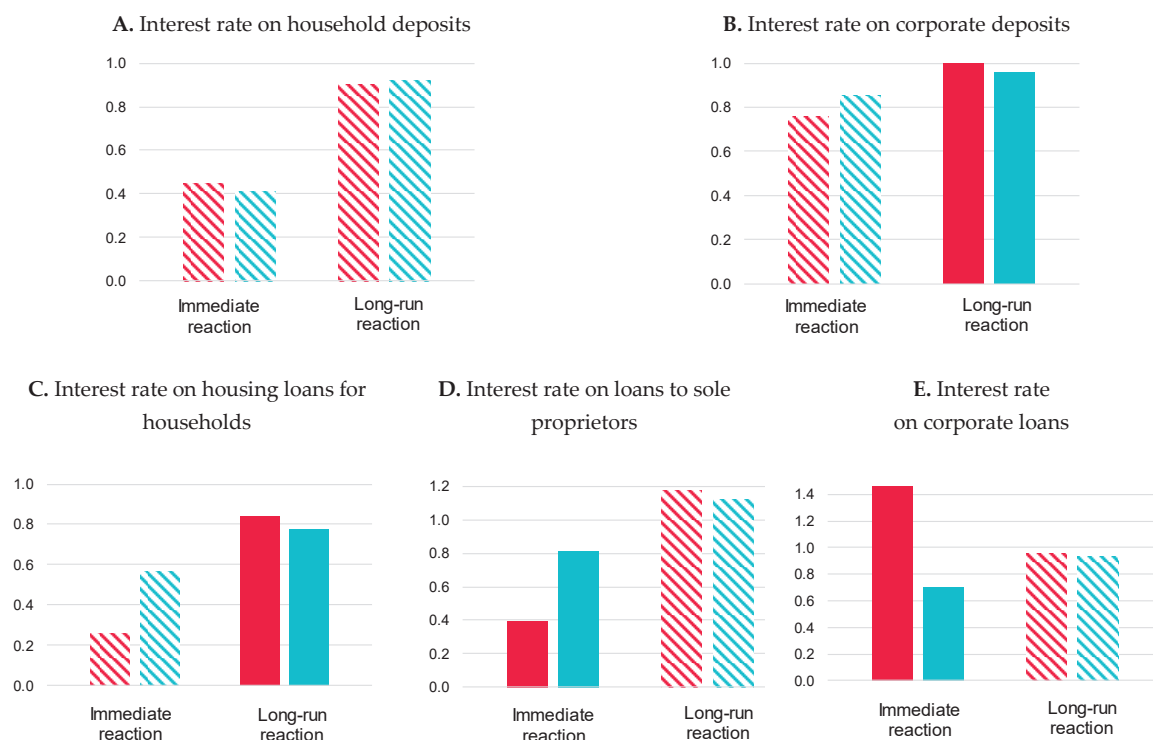 A. Interest rate on household deposits
1.0
0.8
0.6
0.4
0.2
0.0
Immediate
reaction
Long-run
reaction
B. Interest rate on corporate deposits
1.0
0.8
0.6
0.4
0.2
0.0
Immediate
reaction
Long-run
reaction
C. Interest rate on housing loans for
households
1.0
0.8
0.6
0.4
0.2
0.0
Immediate
reaction
Long-run
reaction
D. Interest rate on loans to sole
proprietors
1.2
1.0
0.8
0.6
0.4
0.2
0.0
Immediate
reaction
Long-run
reaction
E. Interest rate
on corporate loans
1.4
1.2
1.0
0.8
0.6
0.4
0.2
0.0
Immediate
reaction
Long-run
reaction